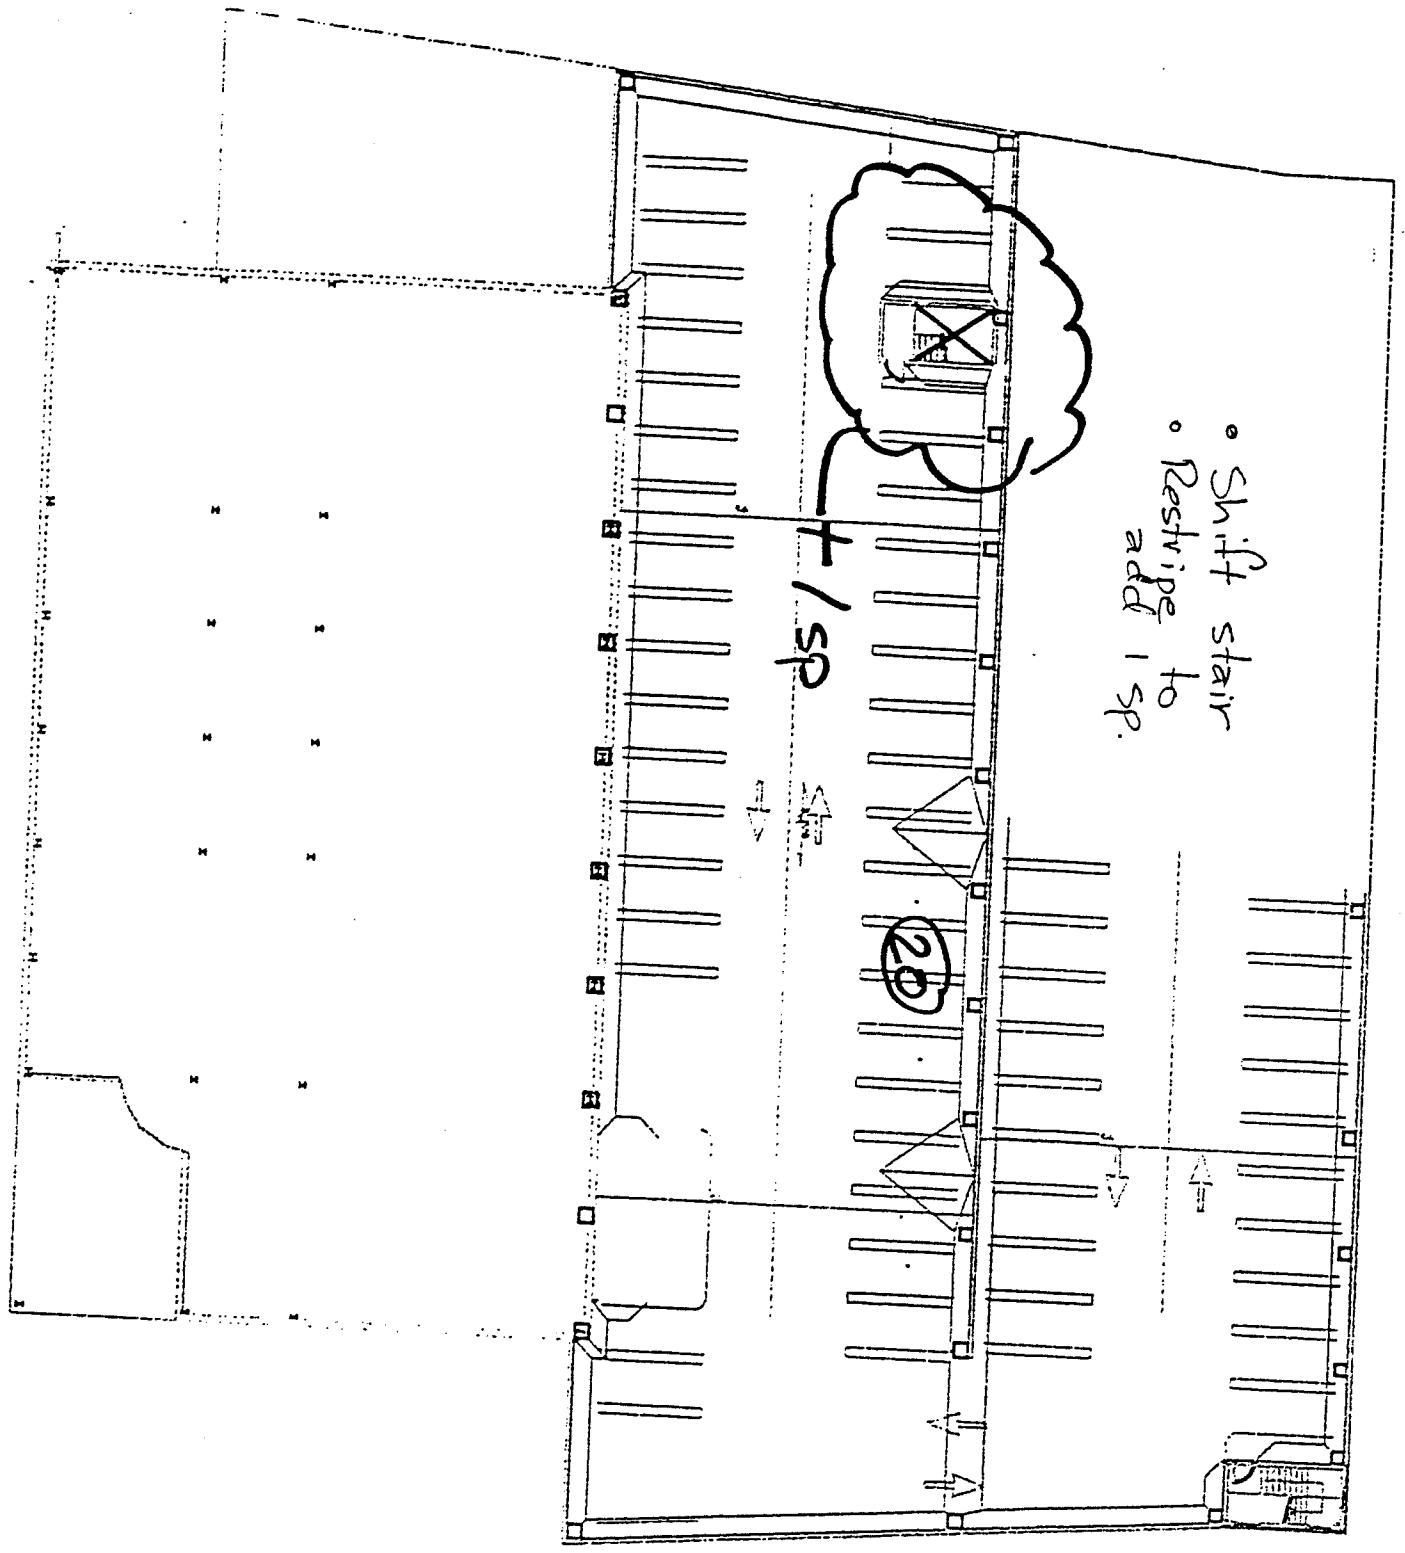 • Shift stair
• Restripe to
add 1 sp.
+ 1 sp
20